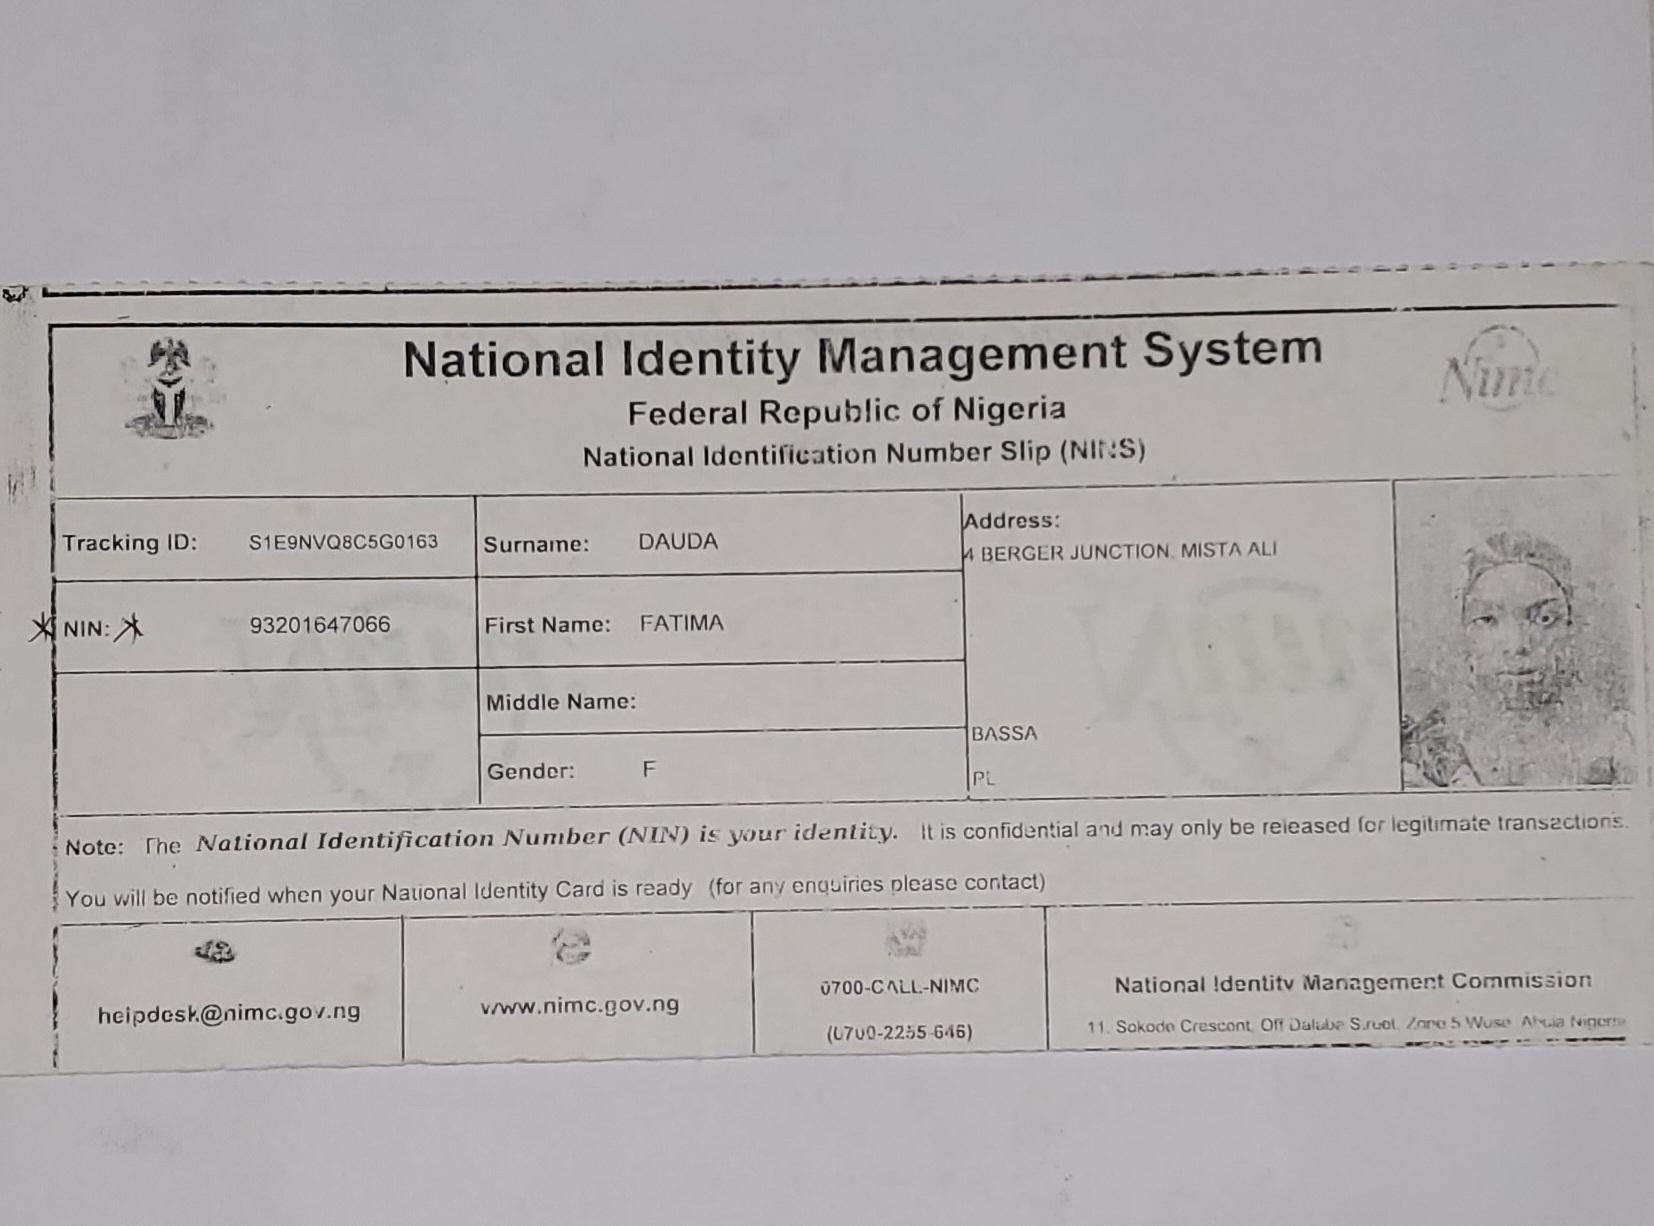 National Identity Management System
Federal Republic of Nigeria
National Identification Number Slip (NINS)
Nimc
Tracking ID: S1E9NVQ8C5G0163
Surname: DAUDA
Address:
4 BERGER JUNCTION, MISTA ALI
NIN: 93201647066
First Name: FATIMA
Middle Name:
BASSA
Gender: F
PL
Note: The National Identification Number (NIN) is your identity. It is confidential and may only be released for legitimate transactions.
You will be notified when your National Identity Card is ready (for any enquiries please contact)
helpdesk@nimc.gov.ng
www.nimc.gov.ng
0700-CALL-NIMC
(0700-2255-646)
National Identity Management Commission
11, Sokode Crescent, Off Dalaba Street, Zone 5 Wuse, Abuja Nigeria